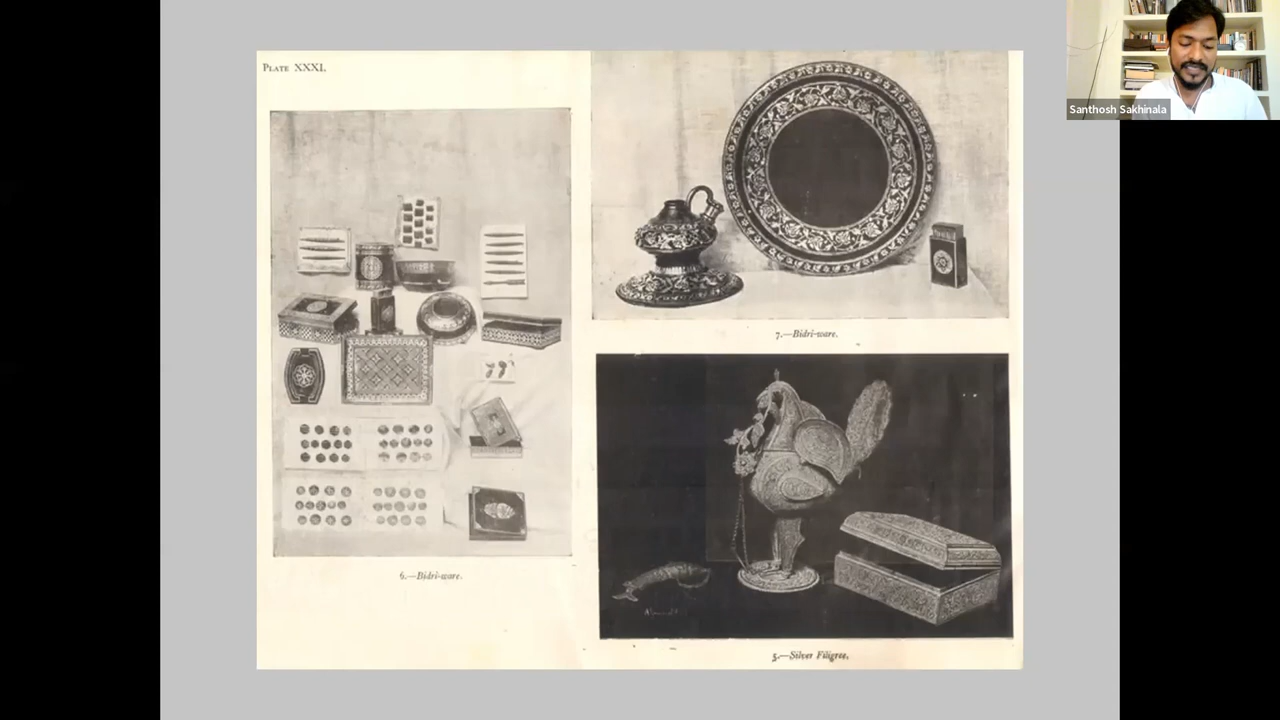 PLATE XXXI.
6.—Bidri-ware.
7.—Bidri-ware.
5.—Silver Filigree.
Santhosh Sakhinala